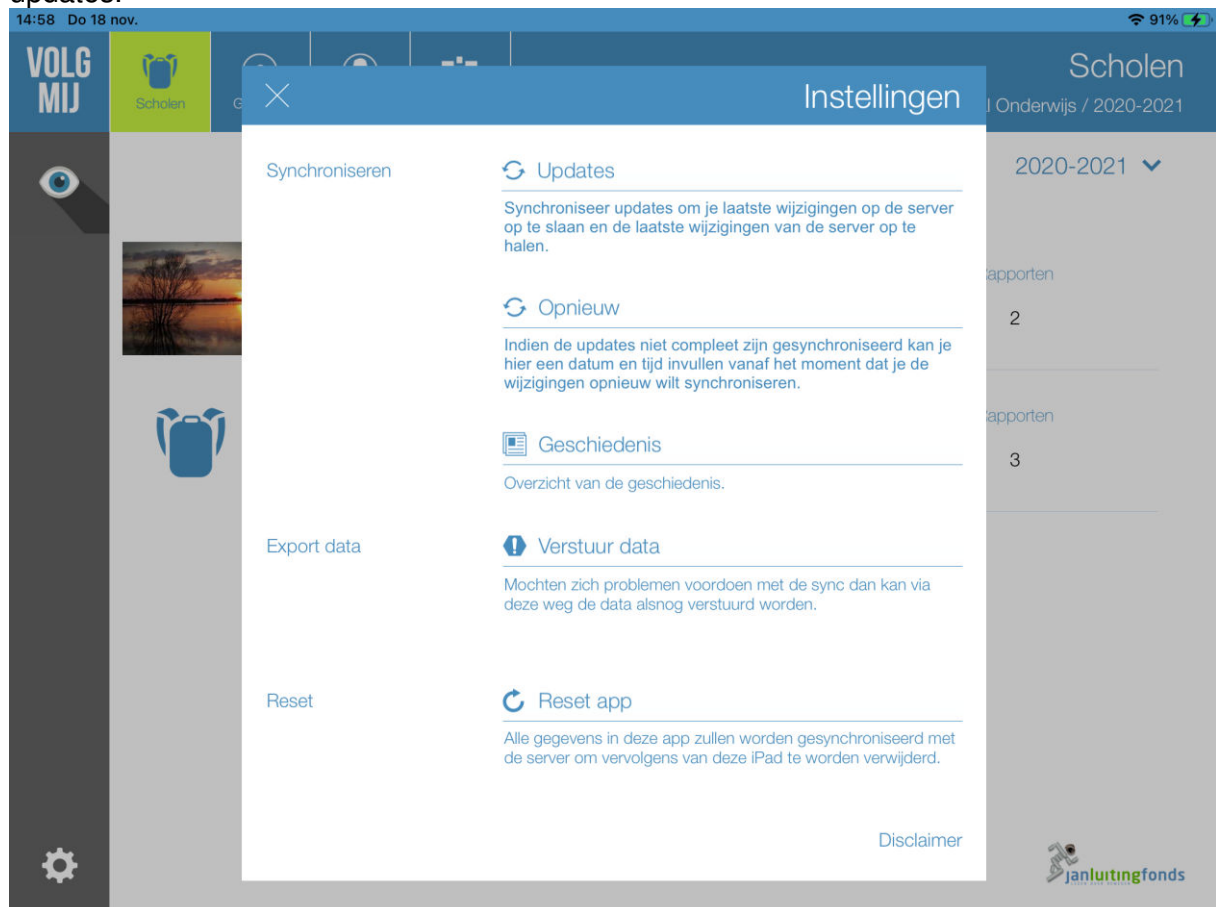 updates.
14:58 Do 18 nov.
91%
VOLG
MIJ
Scholen
G
Scholen
l Onderwijs / 2020-2021
Instellingen
2020-2021
Synchroniseren
Updates
Synchroniseer updates om je laatste wijzigingen op de server
op te slaan en de laatste wijzigingen van de server op te
halen.
apporten
2
Opnieuw
Indien de updates niet compleet zijn gesynchroniseerd kan je
hier een datum en tijd invullen vanaf het moment dat je de
wijzigingen opnieuw wilt synchroniseren.
apporten
3
Geschiedenis
Overzicht van de geschiedenis.
Export data
Verstuur data
Mochten zich problemen voordoen met de sync dan kan via
deze weg de data alsnog verstuurd worden.
Reset
Reset app
Alle gegevens in deze app zullen worden gesynchroniseerd met
de server om vervolgens van deze iPad te worden verwijderd.
Disclaimer
janluitingfonds